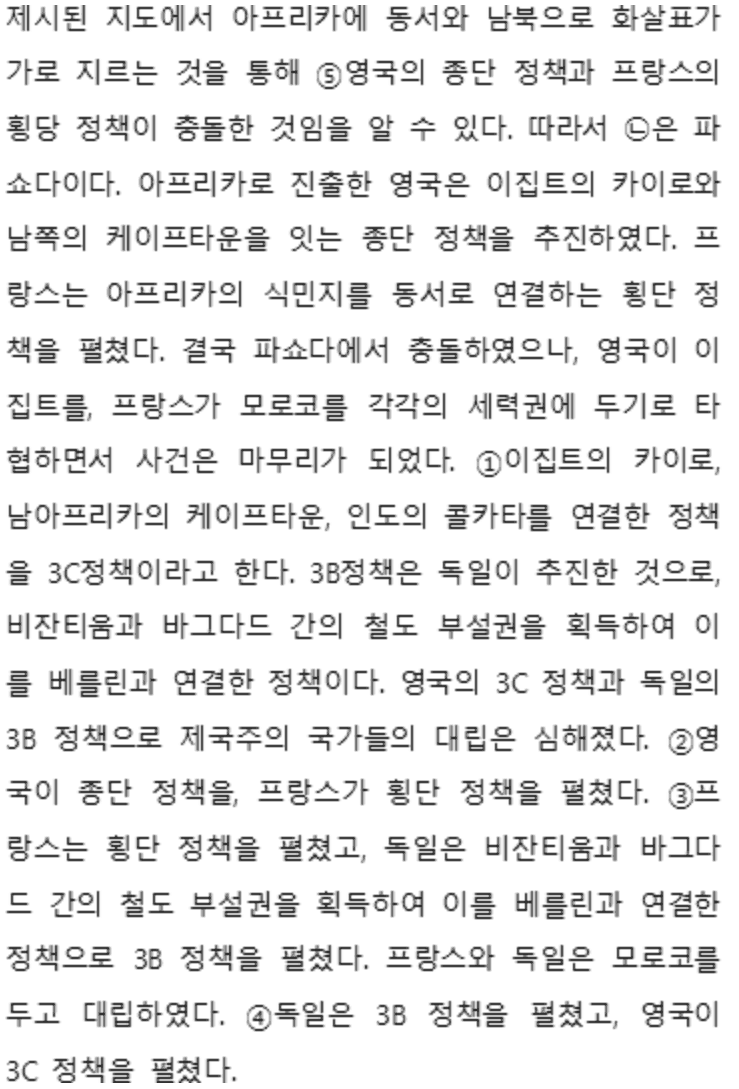 제시된 지도에서 아프리카에 동서와 남북으로 화살표가
가로 지르는 것을 통해 ⑤영국의 종단 정책과 프랑스의
횡당 정책이 충돌한 것임을 알 수 있다. 따라서 ㉡은 파
쇼다이다. 아프리카로 진출한 영국은 이집트의 카이로와
남쪽의 케이프타운을 잇는 종단 정책을 추진하였다. 프
랑스는 아프리카의 식민지를 동서로 연결하는 횡단 정
책을 펼쳤다. 결국 파쇼다에서 충돌하였으나, 영국이 이
집트를, 프랑스가 모로코를 각각의 세력권에 두기로 타
협하면서 사건은 마무리가 되었다. ①이집트의 카이로,
남아프리카의 케이프타운, 인도의 콜카타를 연결한 정책
을 3C정책이라고 한다. 3B정책은 독일이 추진한 것으로,
비잔티움과 바그다드 간의 철도 부설권을 획득하여 이
를 베를린과 연결한 정책이다. 영국의 3C 정책과 독일의
3B 정책으로 제국주의 국가들의 대립은 심해졌다. ②영
국이 종단 정책을, 프랑스가 횡단 정책을 펼쳤다. ③프
랑스는 횡단 정책을 펼쳤고, 독일은 비잔티움과 바그다
드 간의 철도 부설권을 획득하여 이를 베를린과 연결한
정책으로 3B 정책을 펼쳤다. 프랑스와 독일은 모로코를
두고 대립하였다. ④독일은 3B 정책을 펼쳤고, 영국이
3C 정책을 펼쳤다.